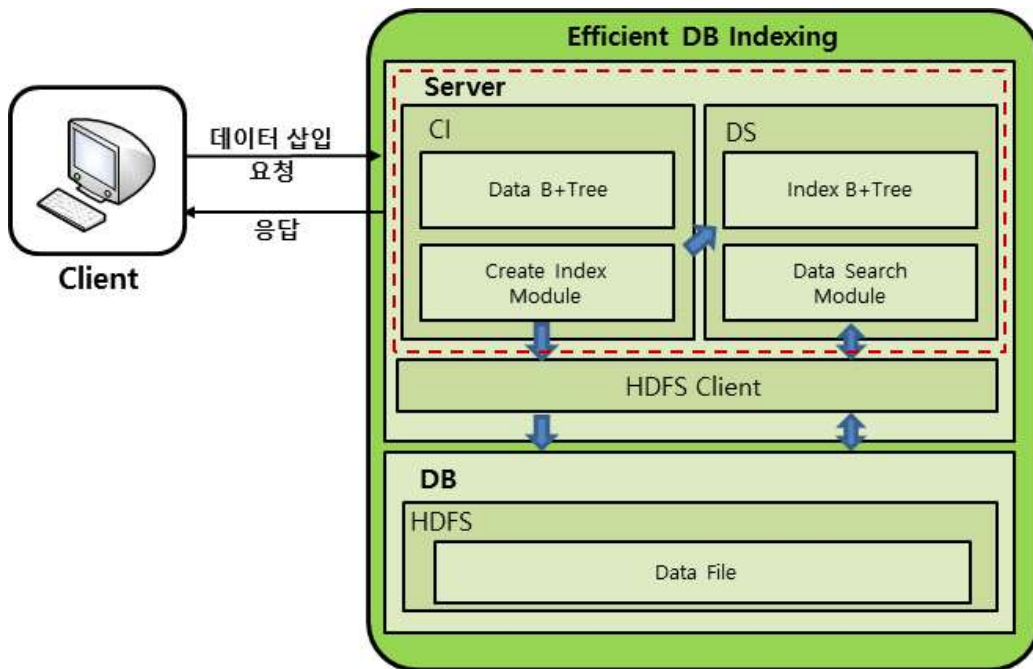 Efficient DB Indexing
Server
CI
DS
데이터 삽입
요청
Data B+Tree
Index B+Tree
응답
Client
Create Index
Module
Data Search
Module
HDFS Client
DB
HDFS
Data File